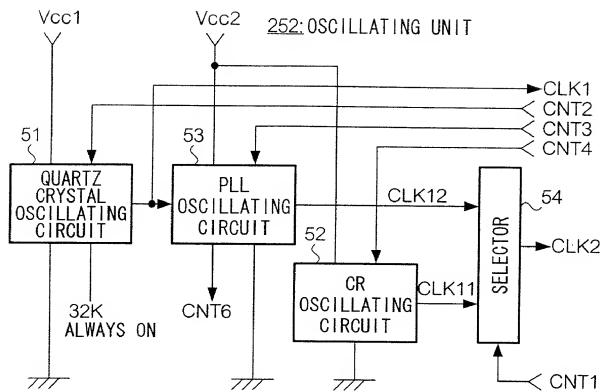 Vcc1
Vcc2
252: OSCILLATING UNIT
CLK1
CNT2
CNT3
CNT4
51
53
54
QUARTZ
CRYSTAL
OSCILLATING
CIRCUIT
PLL
OSCILLATING
CIRCUIT
CLK12
SELECTOR
CLK2
52
CR
OSCILLATING
CIRCUIT
CLK11
32K
ALWAYS ON
CNT6
CNT1